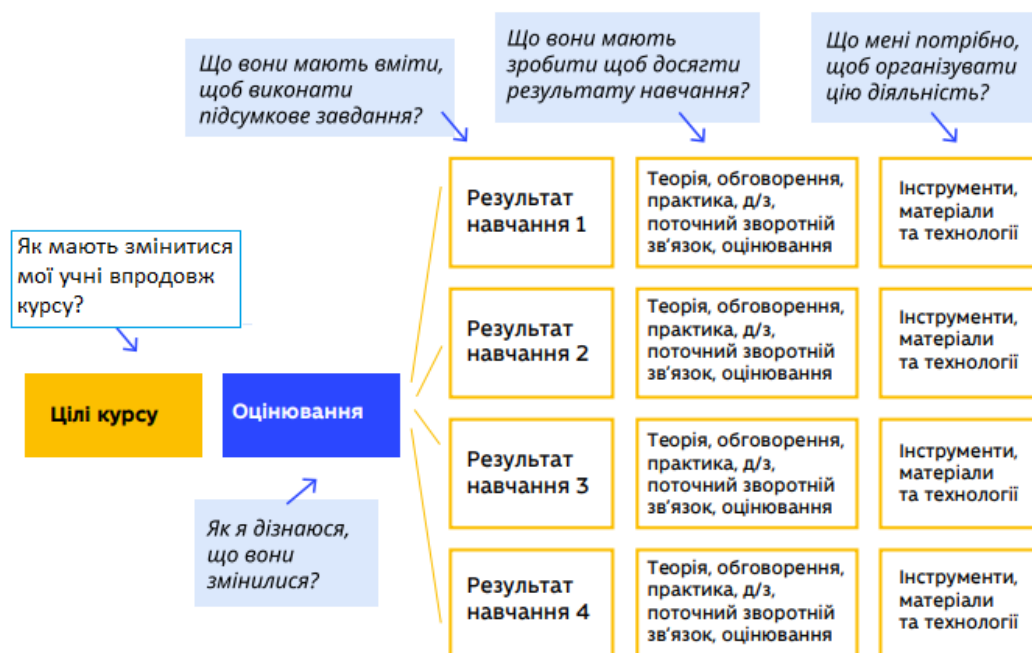 Що вони мають вміти,
щоб виконати
підсумкове завдання?
Що вони мають
зробити щоб досягти
результату навчання?
Що мені потрібно,
щоб організувати
цію діяльність?
Як мають змінитися
мої учні впродовж
курсу?
Цілі курсу
Оцінювання
Як я дізнаюся,
що вони
змінилися?
Результат
навчання 1
Теорія, обговорення,
практика, д/з,
поточний зворотній
зв’язок, оцінювання
Інструменти,
матеріали
та технології
Результат
навчання 2
Теорія, обговорення,
практика, д/з,
поточний зворотній
зв’язок, оцінювання
Інструменти,
матеріали
та технології
Результат
навчання 3
Теорія, обговорення,
практика, д/з,
поточний зворотній
зв’язок, оцінювання
Інструменти,
матеріали
та технології
Результат
навчання 4
Теорія, обговорення,
практика, д/з,
поточний зворотній
зв’язок, оцінювання
Інструменти,
матеріали
та технології